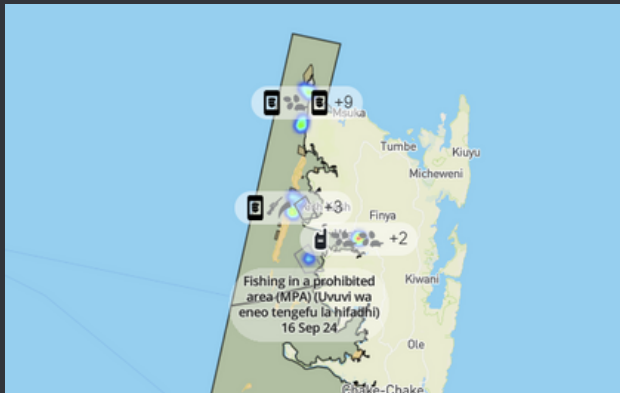 +9
Msuka
Tumbe
Kiuyu
Micheweni
+3
Finya
+2
Kiwani
Fishing in a prohibited
area (MPA) (Uvuvi wa
eneo tengefu la hifadhi)
16 Sep 24
Ole
Chake-Chake